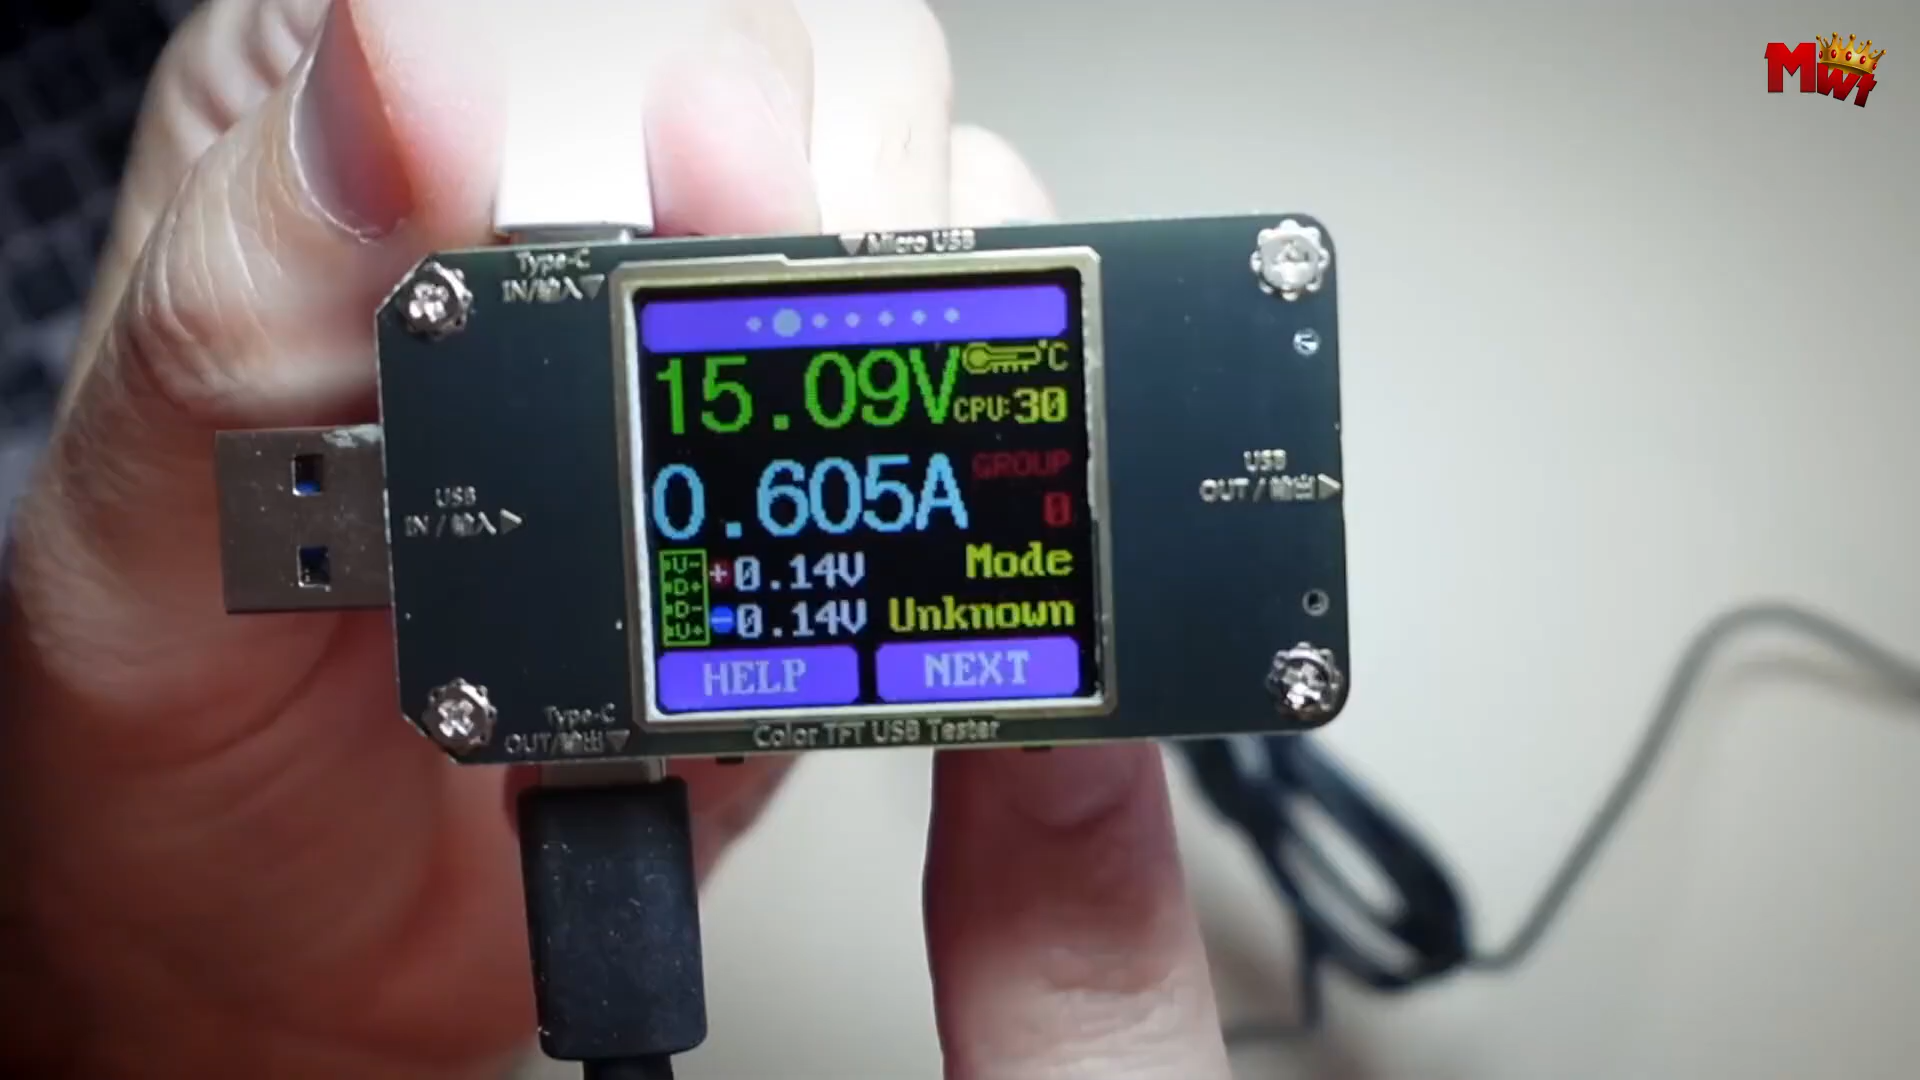 Mwt
Type-C
IN/输入▽
▽Micro USB
15.09V
°C
CPU:30
0.605A
GROUP
0
USB
IN / 输入▷
USB
OUT / 输出▷
U-
D+
D-
U+
+0.14V
-0.14V
Mode
Unknown
HELP
NEXT
Type-C
OUT/输出▽
Color TFT USB Tester